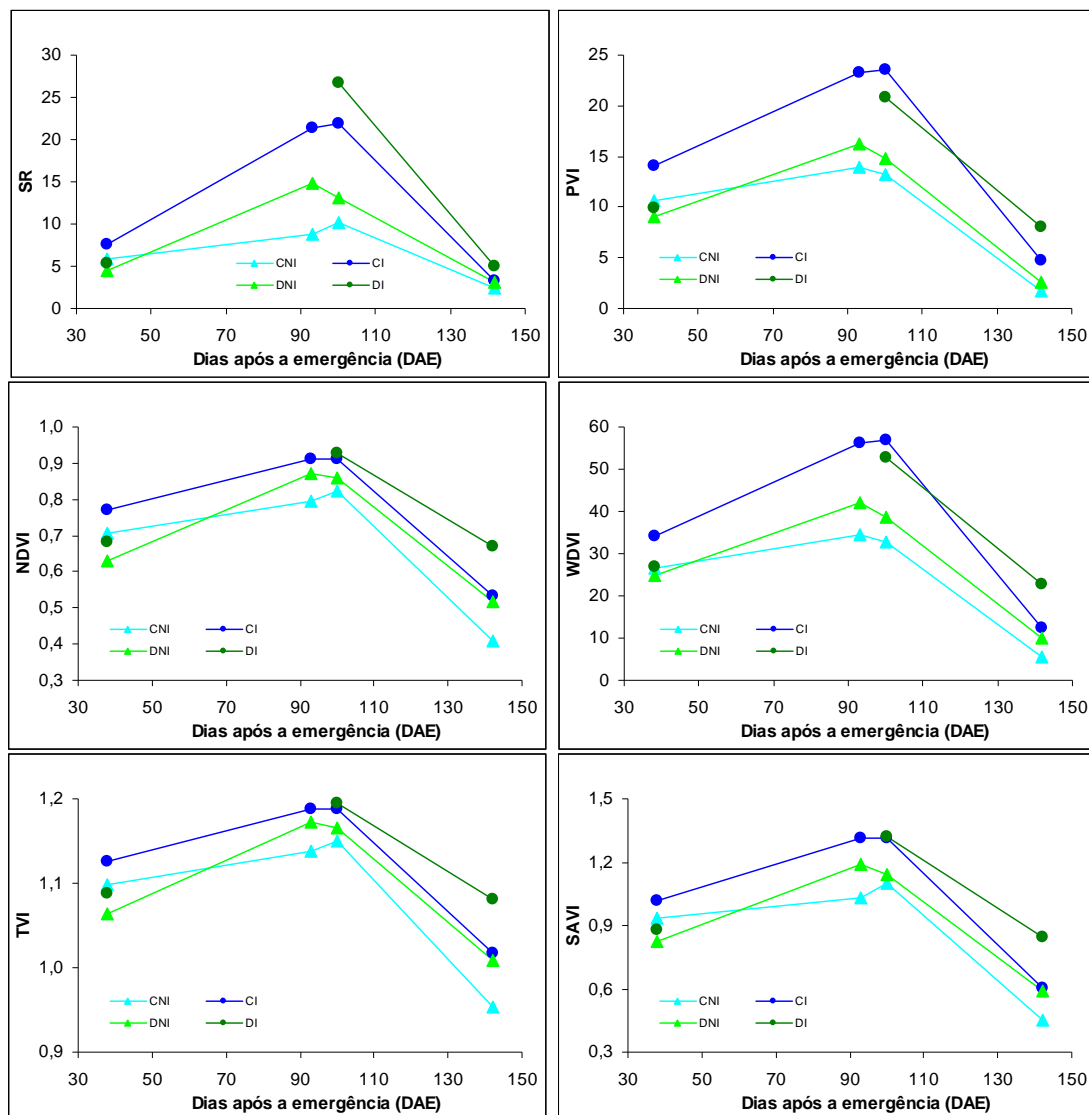 30
25
20
15
10
5
0
SR
CNI CI
DNI DI
30 50 70 90 110 130 150
Dias após a emergência (DAE)
25
20
15
10
5
0
PVI
CNI CI
DNI DI
30 50 70 90 110 130 150
Dias após a emergência (DAE)
1,0
0,9
0,8
0,7
0,6
0,5
0,4
0,3
NDVI
CNI CI
DNI DI
30 50 70 90 110 130 150
Dias após a emergência (DAE)
60
50
40
30
20
10
0
WDVI
CNI CI
DNI DI
30 50 70 90 110 130 150
Dias após a emergência (DAE)
1,2
1,1
1,0
0,9
TVI
CNI CI
DNI DI
30 50 70 90 110 130 150
Dias após a emergência (DAE)
1,5
1,2
0,9
0,6
0,3
SAVI
CNI CI
DNI DI
30 50 70 90 110 130 150
Dias após a emergência (DAE)